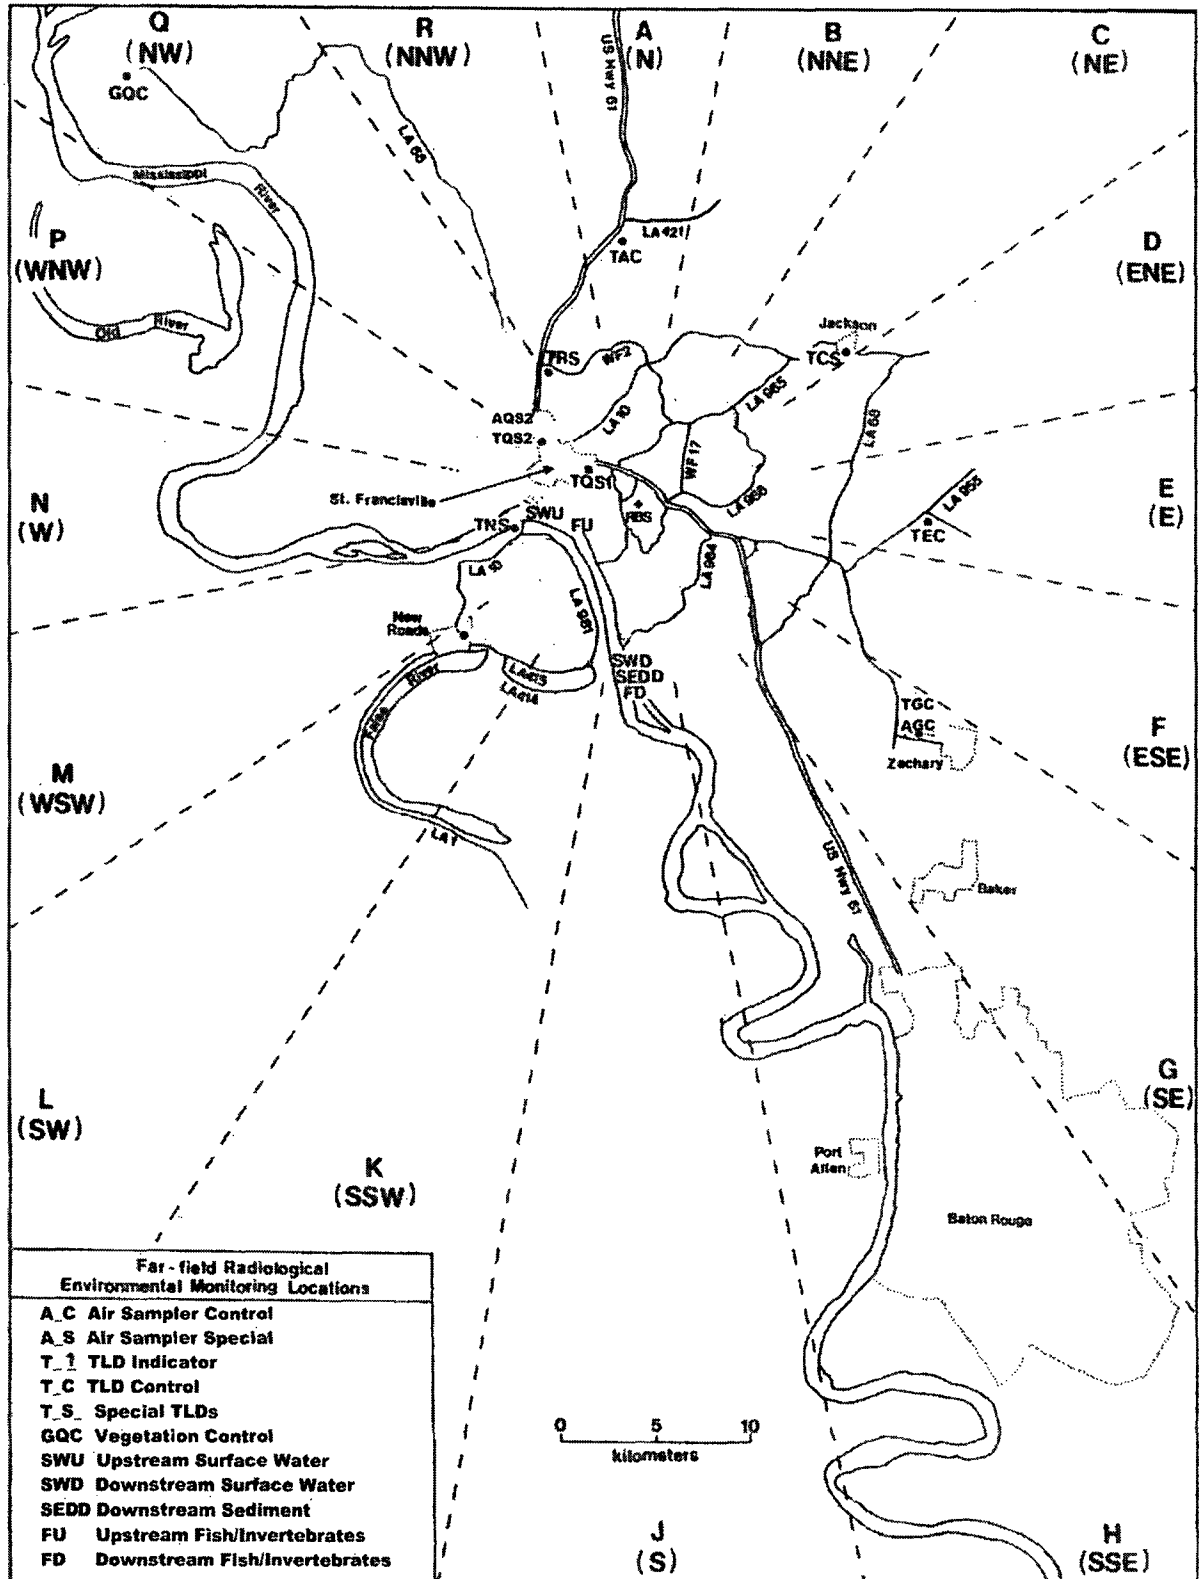 Q
(NW)
R
(NNW)
A
(N)
B
(NNE)
C
(NE)
US Hwy 61
GQC
LA 66
Mississippi
River
LA 421
TAC
P
(WNW)
D
(ENE)
Old River
Jackson
TRS
WF2
TCS
LA 965
AQS2
TQS2
LA 10
LA 68
WF 17
TQS1
St. Francisville
LA 966
RBS
N
(W)
E
(E)
SWU
TNS
FU
LA 955
TEC
LA 10
LA 964
LA 981
New
Roads
SWD
SEDD
FD
LA415
LA414
False
River
TGC
AGC
Zachary
F
(ESE)
M
(WSW)
LA 1
US Hwy 61
Baker
G
(SE)
L
(SW)
K
(SSW)
Port
Allen
Baton Rouge
Far-field Radiological
Environmental Monitoring Locations
A_C Air Sampler Control
A_S Air Sampler Special
T_1 TLD Indicator
T_C TLD Control
T_S_ Special TLDs
GQC Vegetation Control
SWU Upstream Surface Water
SWD Downstream Surface Water
SEDD Downstream Sediment
FU Upstream Fish/Invertebrates
FD Downstream Fish/Invertebrates
0 5 10
kilometers
J
(S)
H
(SSE)